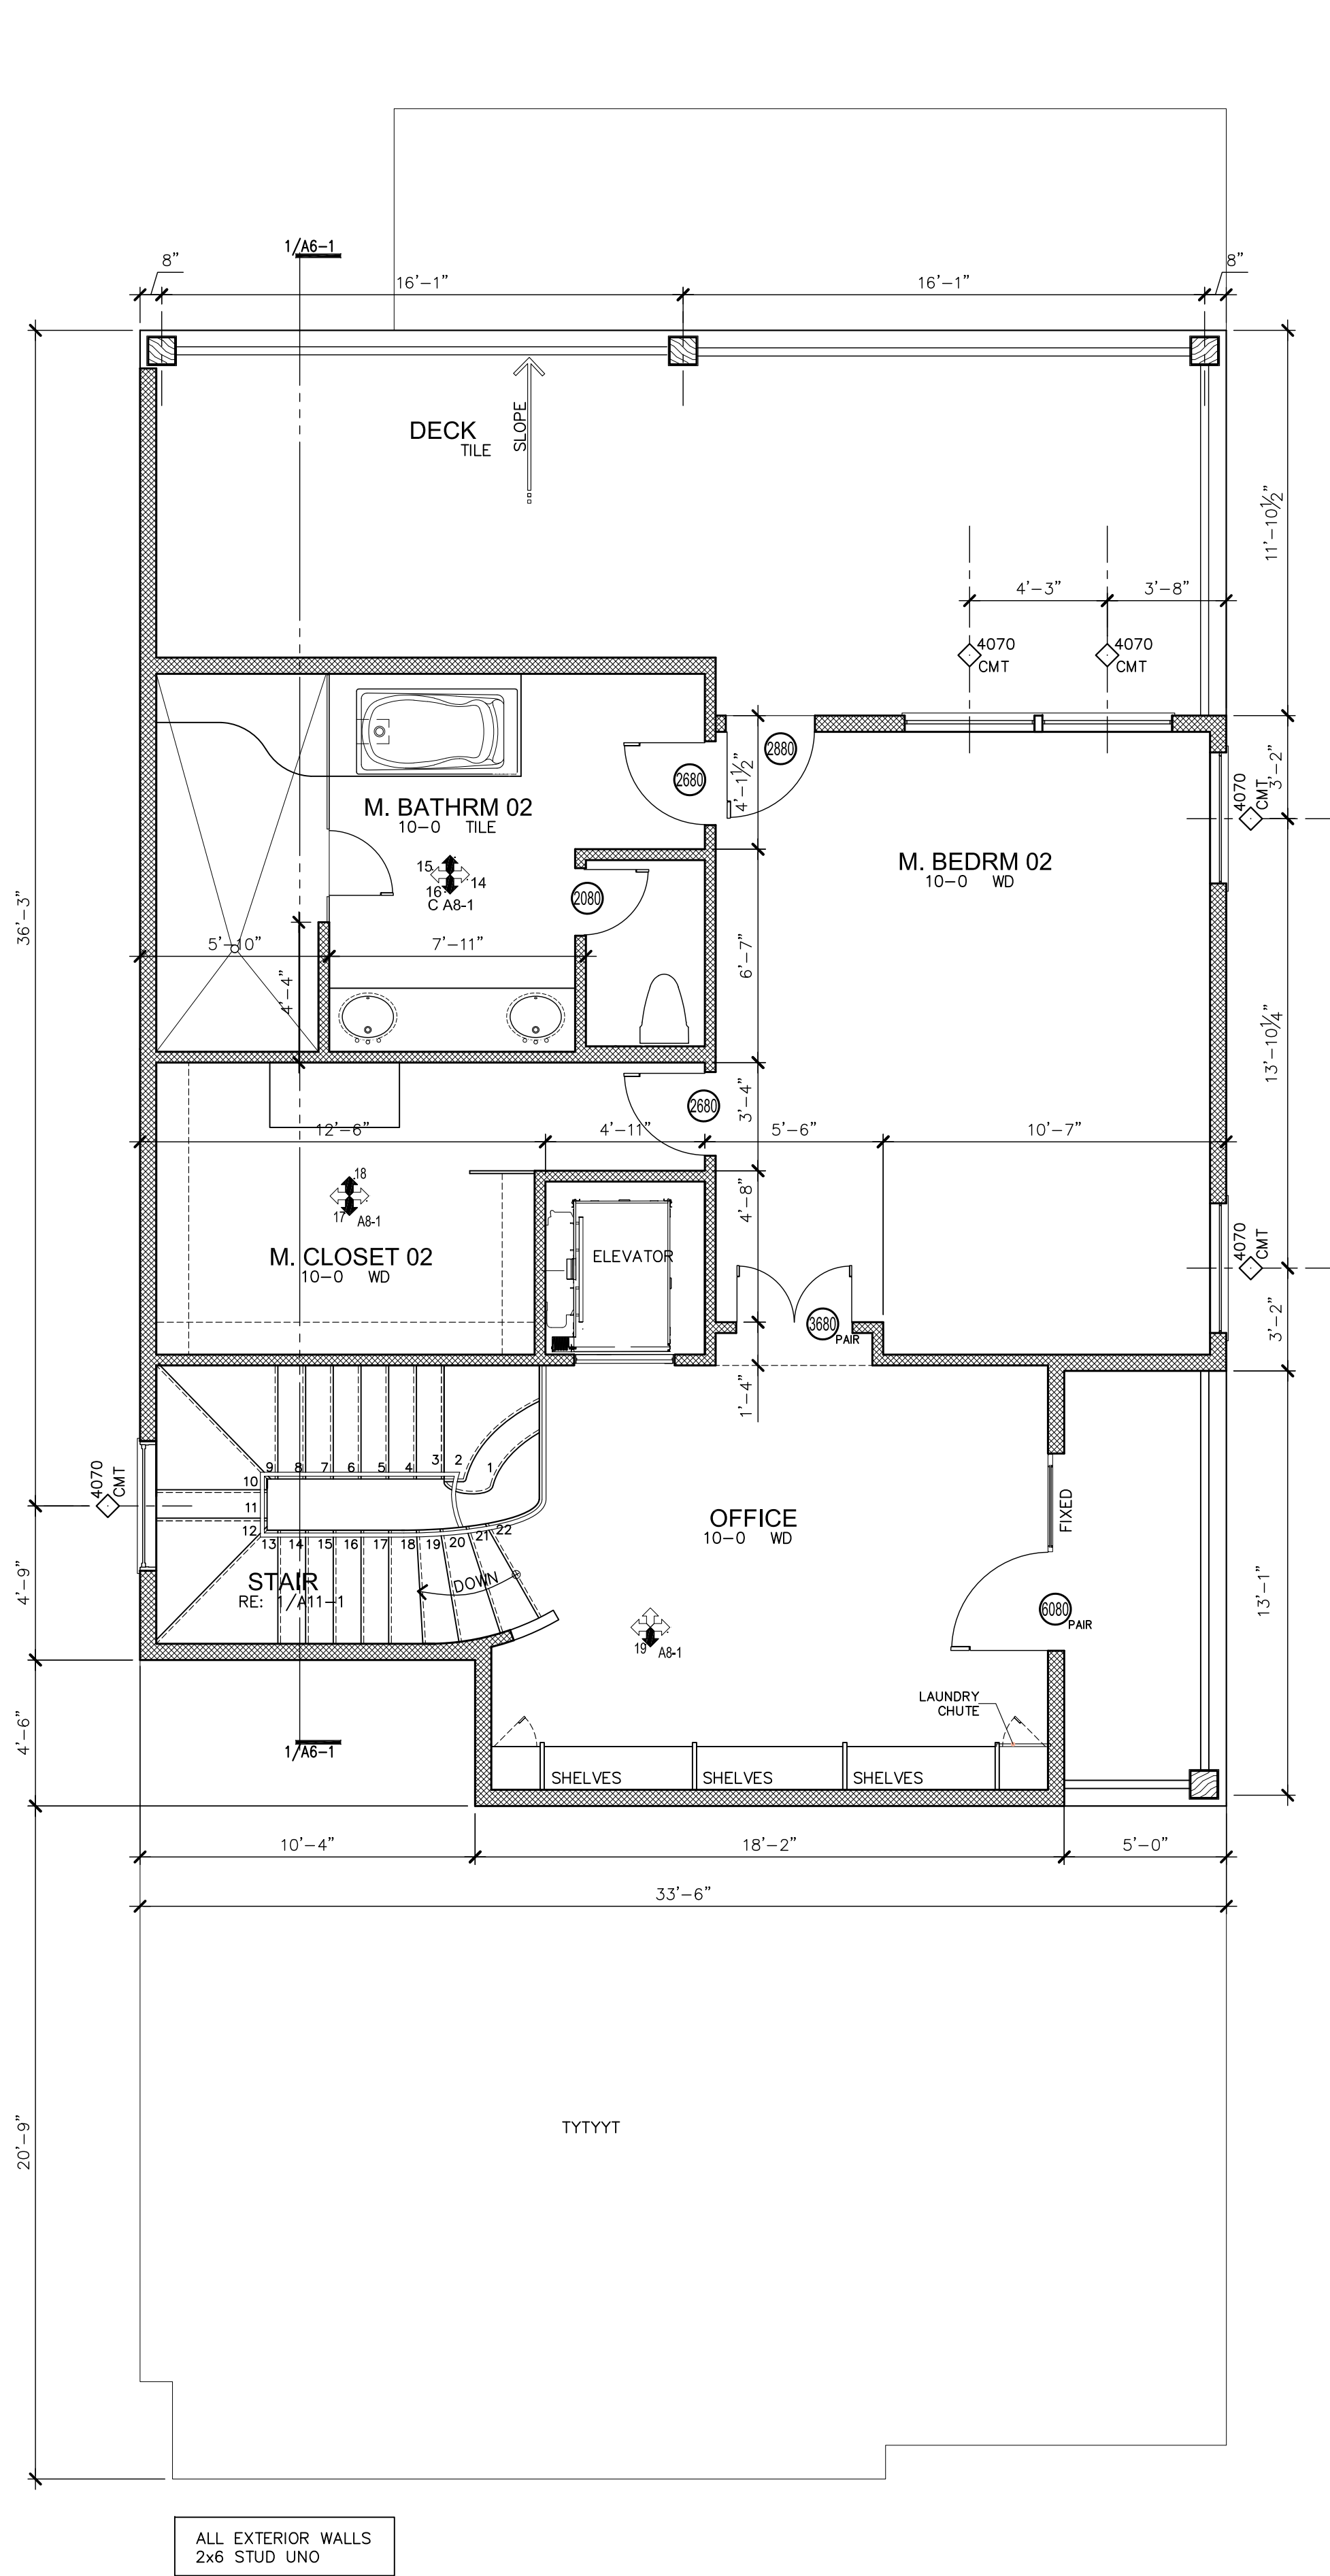 1/A6-1
8"
16'-1"
16'-1"
8"
DECK
TILE
SLOPE
11'-10½"
4'-3"
3'-8"
4070
CMT
4070
CMT
36'-3"
2880
2680
4'-1½"
4070
CMT
3'-2"
M. BATHRM 02
10-0 TILE
15
14
16
C A8-1
2080
M. BEDRM 02
10-0 WD
5'-10"
7'-11"
6'-7"
4'-4"
13'-10¼"
2680
3'-4"
12'-6"
4'-11"
5'-6"
10'-7"
18
17
A8-1
4'-8"
M. CLOSET 02
10-0 WD
ELEVATOR
4070
CMT
3680
PAIR
3'-2"
1'-4"
4070
CMT
9
8
7
6
5
4
3
2
1
10
11
12
13
14
15
16
17
18
19
20
21
22
OFFICE
10-0 WD
FIXED
STAIR
RE: 1/A11-1
DOWN
4'-9"
13'-1"
6080
PAIR
19
A8-1
LAUNDRY
CHUTE
4'-6"
1/A6-1
SHELVES
SHELVES
SHELVES
10'-4"
18'-2"
5'-0"
33'-6"
20'-9"
TYTYYT
ALL EXTERIOR WALLS
2x6 STUD UNO